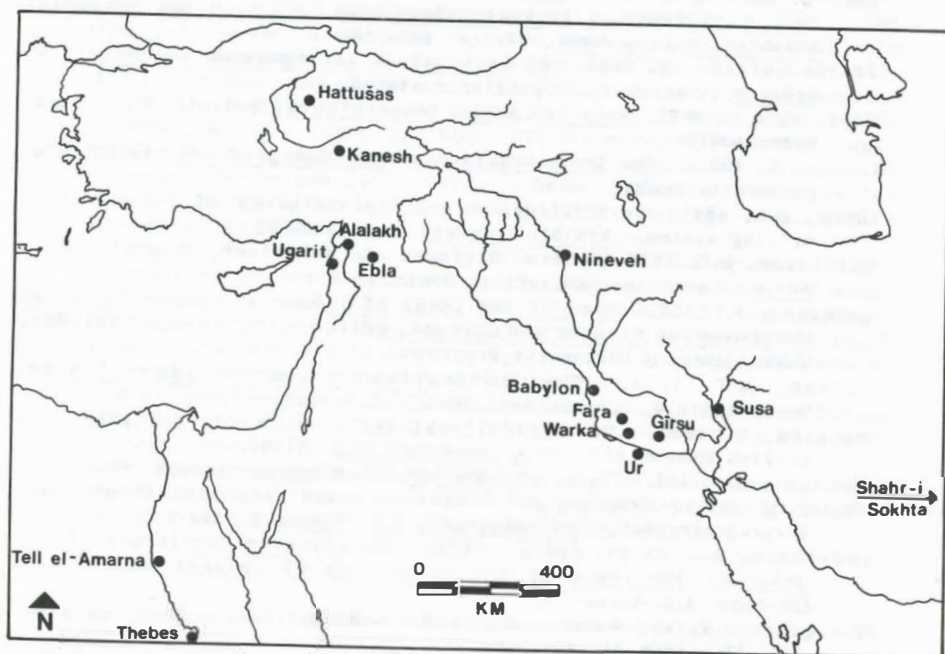 Hattušas
Kanesh
Alalakh
Ugarit
Ebla
Nineveh
Babylon
Susa
Fara
Girsu
Warka
Ur
Shahr-i
Sokhta
Tell el-Amarna
0 400
KM
N
Thebes